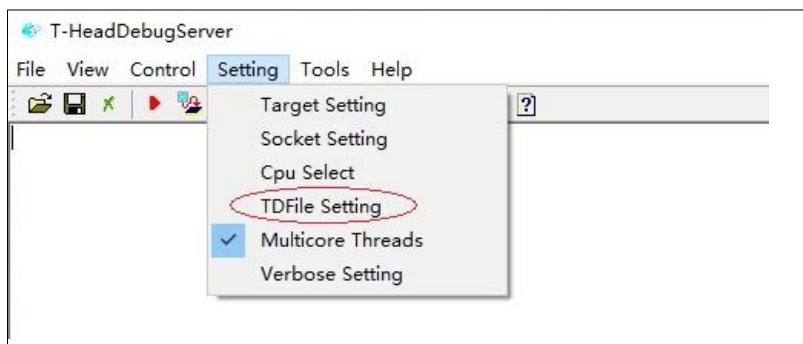 T-HeadDebugServer
File View Control Setting Tools Help
Target Setting
Socket Setting
Cpu Select
TDFile Setting
Multicore Threads
Verbose Setting